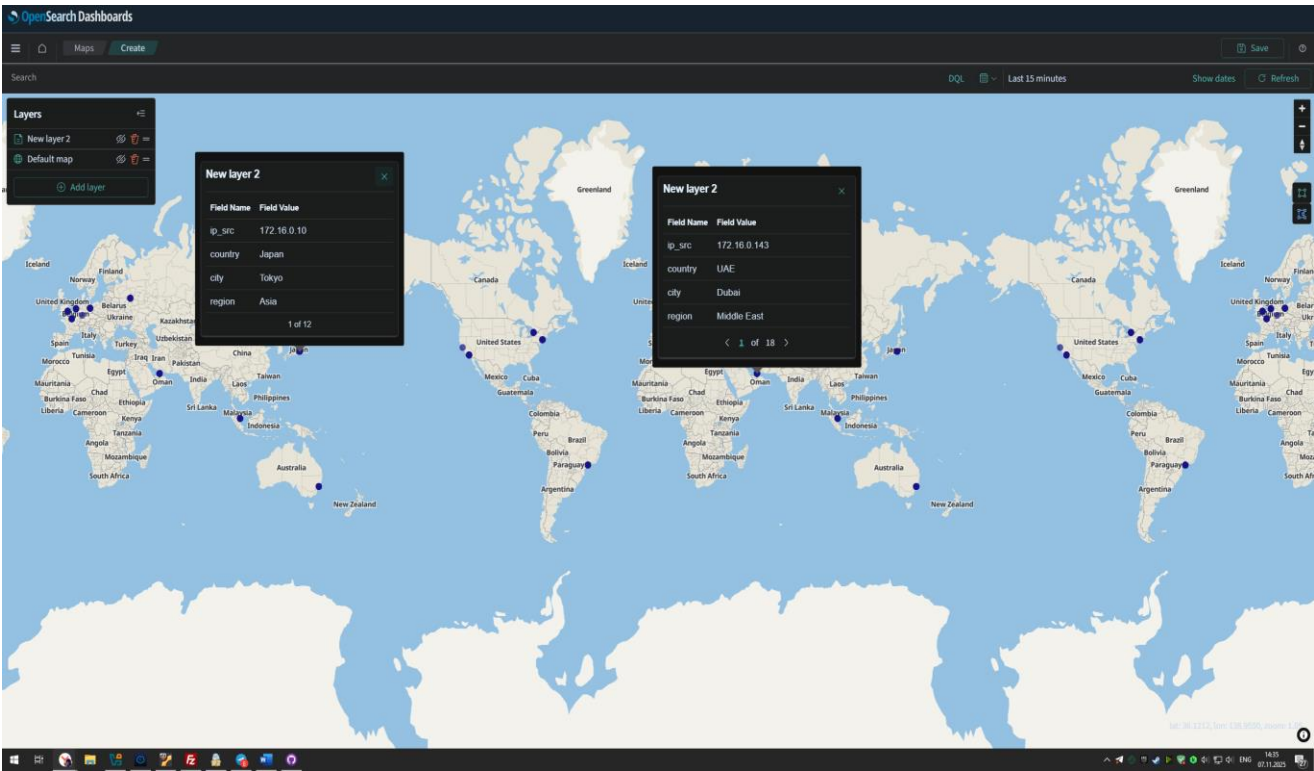 OpenSearch Dashboards
Maps
Create
Save
Search
DQL
Last 15 minutes
Show dates
Refresh
Layers
New layer 2
Default map
Add layer
New layer 2
Field Name Field Value
ip_src 172.16.0.10
country Japan
city Tokyo
region Asia
1 of 12
New layer 2
Field Name Field Value
ip_src 172.16.0.143
country UAE
city Dubai
region Middle East
1 of 18
Greenland
Greenland
Iceland
Finland
Norway
United Kingdom
Belarus
Ukraine
Kazakhstan
Italy
Spain
Turkey
Uzbekistan
Tunisia
Morocco
Iraq
Iran
Pakistan
China
Japan
Egypt
Oman
India
Laos
Taiwan
Mauritania
Chad
Burkina Faso
Ethiopia
Philippines
Liberia
Cameroon
Kenya
Sri Lanka
Malaysia
Indonesia
Tanzania
Angola
Mozambique
South Africa
Australia
New Zealand
Canada
United States
Mexico
Cuba
Guatemala
Colombia
Peru
Brazil
Bolivia
Paraguay
Argentina
Iceland
Egypt
Oman
India
Laos
Taiwan
Japan
Mauritania
Chad
Burkina Faso
Ethiopia
Philippines
Liberia
Cameroon
Kenya
Sri Lanka
Malaysia
Indonesia
Tanzania
Angola
Mozambique
South Africa
Australia
New Zealand
Canada
United States
Mexico
Cuba
Guatemala
Colombia
Peru
Brazil
Bolivia
Paraguay
Argentina
Iceland
Norway
United Kingdom
Italy
Spain
Tunisia
Morocco
Mauritania
Chad
Burkina Faso
Liberia
Cameroon
Angola
ENG
14:35
07.11.2025